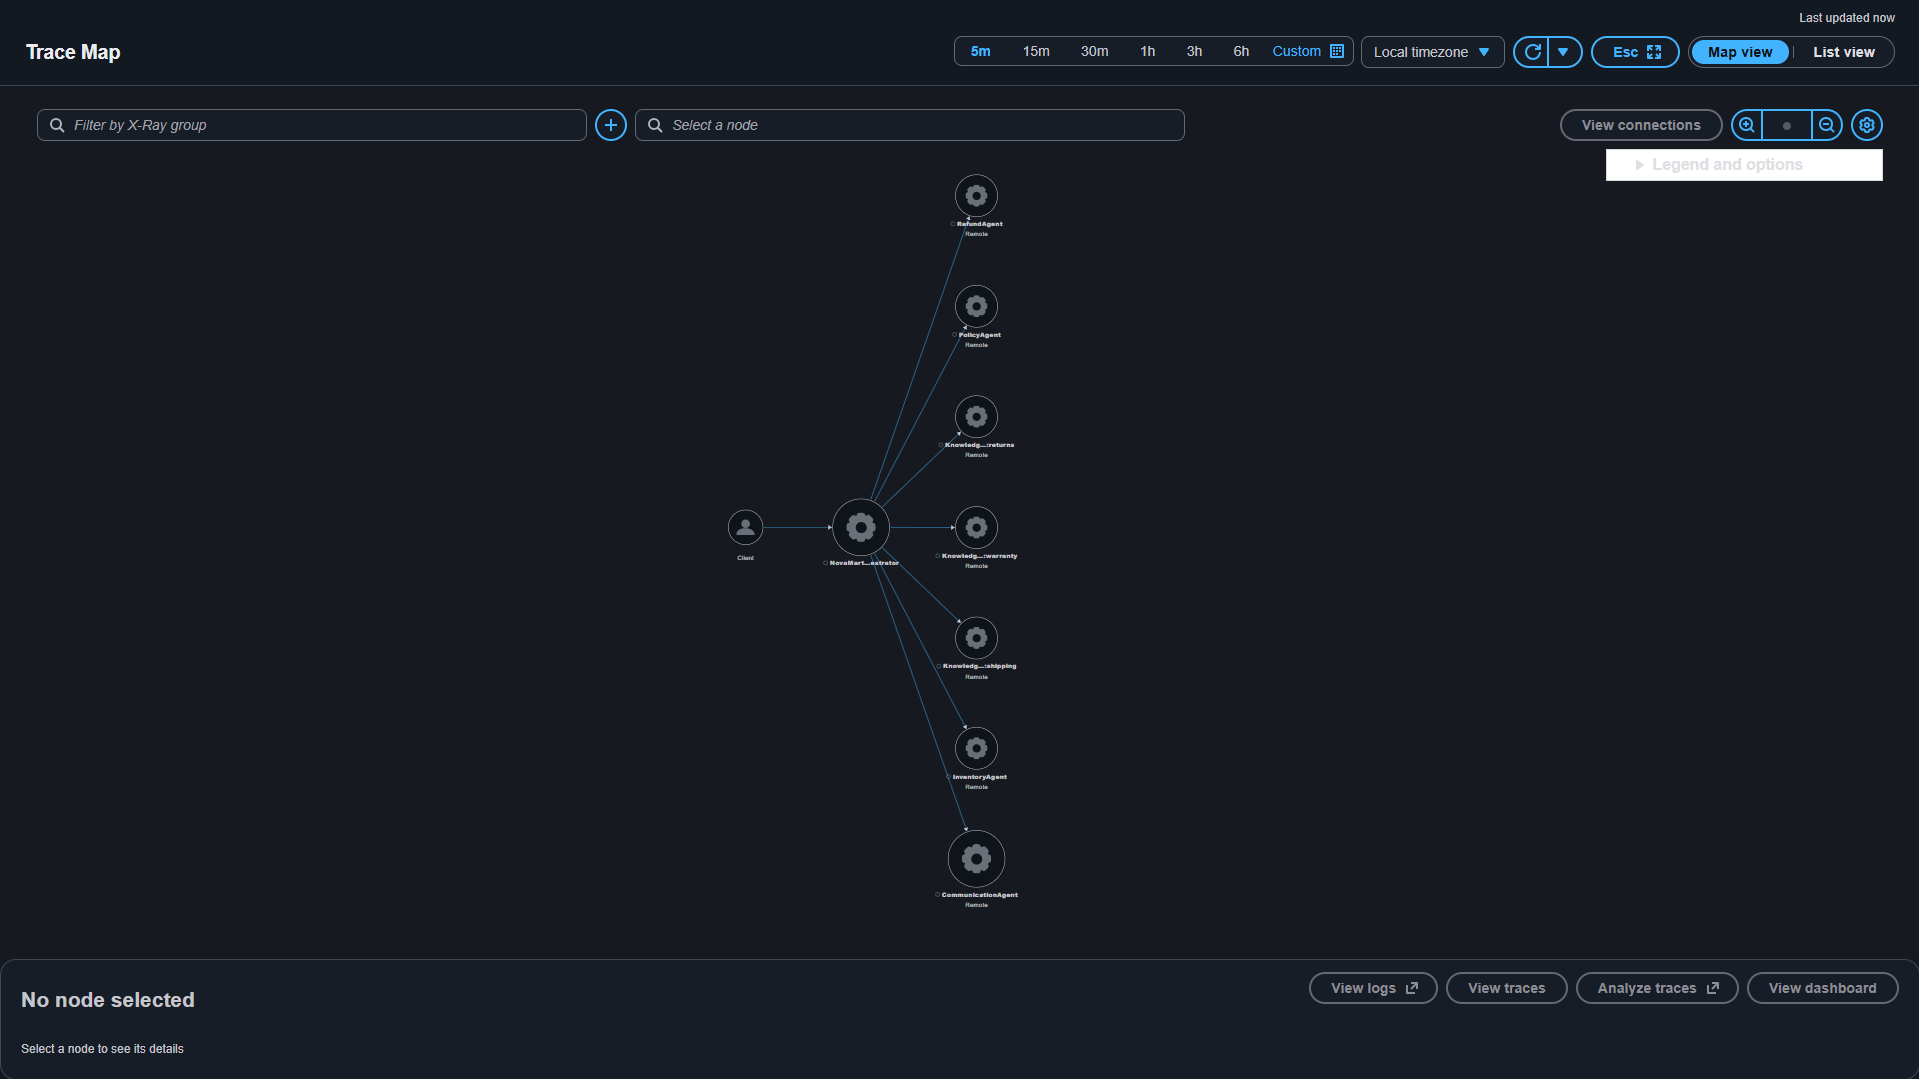 Last updated now
Trace Map
5m 15m 30m 1h 3h 6h Custom
Local timezone
Esc
Map view
List view
Filter by X-Ray group
Select a node
View connections
Legend and options
RefundAgent
Remote
PolicyAgent
Remote
Knowledg...:returns
Remote
Client
NovaMart...estrator
Knowledg...:warranty
Remote
Knowledg...:shipping
Remote
InventoryAgent
Remote
CommunicationAgent
Remote
No node selected
View logs
View traces
Analyze traces
View dashboard
Select a node to see its details